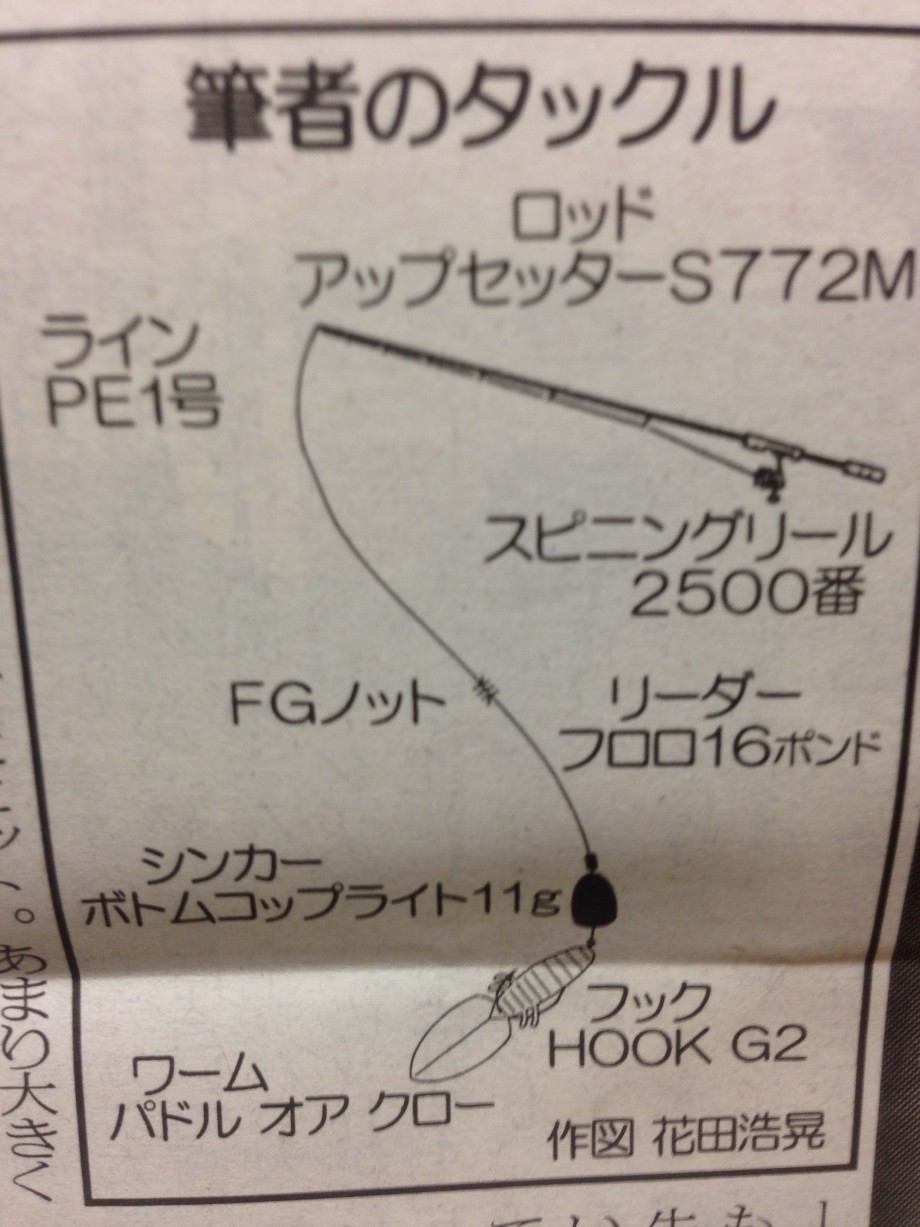 筆者のタックル
ロッド
アップセッターS772M
ライン
PE1号
スピニングリール
2500番
FGノット
リーダー
フロロ16ポンド
シンカー
ボトムコップライト11g
フック
HOOK G2
ワーム
パドル オア クロー
作図 花田浩晃
。あまり大きく